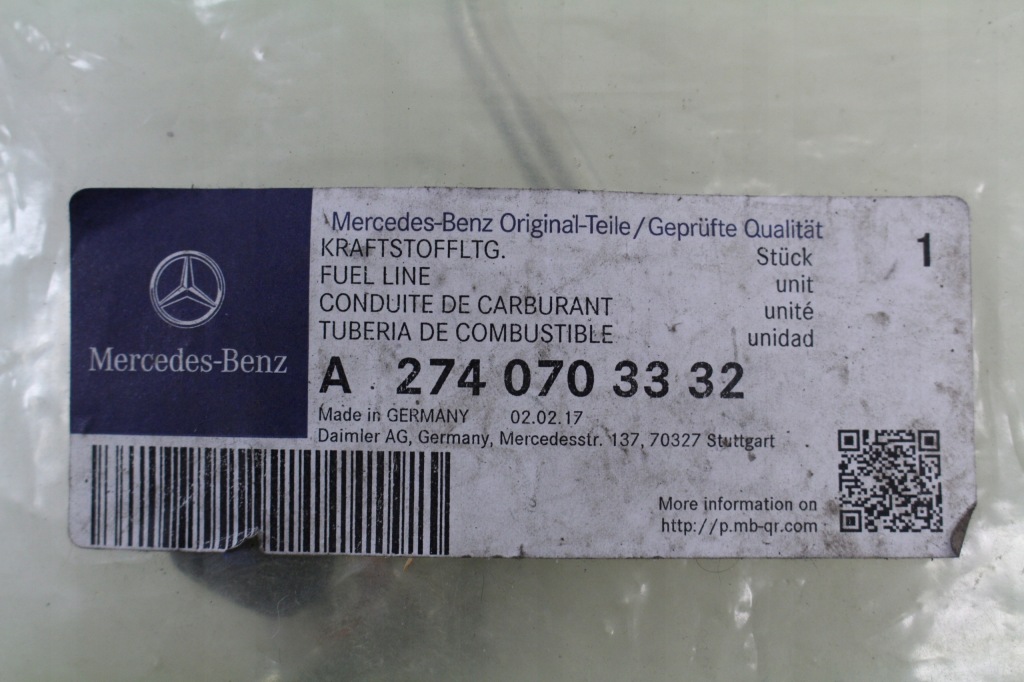 Mercedes-Benz
Mercedes-Benz Original-Teile/Geprüfte Qualität
KRAFTSTOFFLTG.
FUEL LINE
CONDUITE DE CARBURANT
TUBERIA DE COMBUSTIBLE
Stück
unit
unité
unidad
1
A 274 070 33 32
Made in GERMANY 02.02.17
Daimler AG, Germany, Mercedesstr. 137, 70327 Stuttgart
More information on
http://p.mb-qr.com